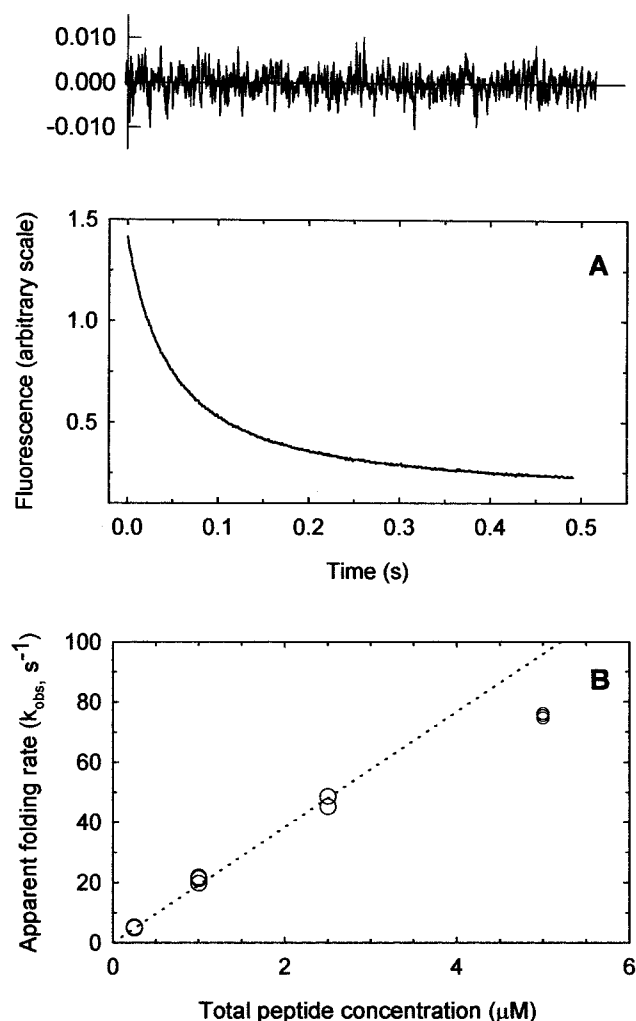 0.010
0.000
-0.010
Fluorescence (arbitrary scale)
1.5
1.0
0.5
A
0.0 0.1 0.2 0.3 0.4 0.5
Time (s)
Apparent folding rate (k_obs, s⁻¹)
100
80
60
40
20
0
B
0 2 4 6
Total peptide concentration (μM)